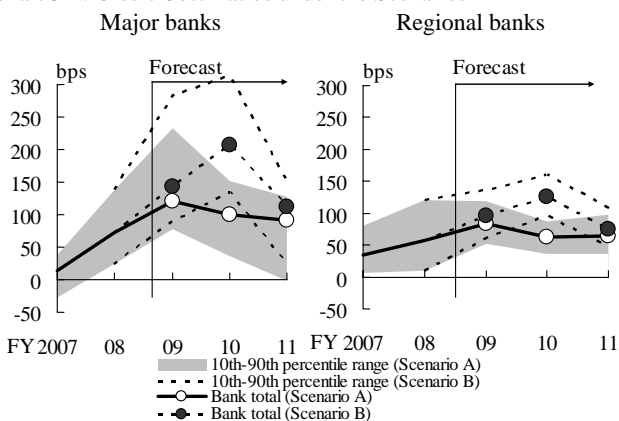 Major banks
Regional banks
bps
Forecast
300
250
200
150
100
50
0
-50
FY 2007 08 09 10 11
bps
Forecast
300
250
200
150
100
50
0
-50
2007 08 09 10 11
10th-90th percentile range (Scenario A)
10th-90th percentile range (Scenario B)
Bank total (Scenario A)
Bank total (Scenario B)